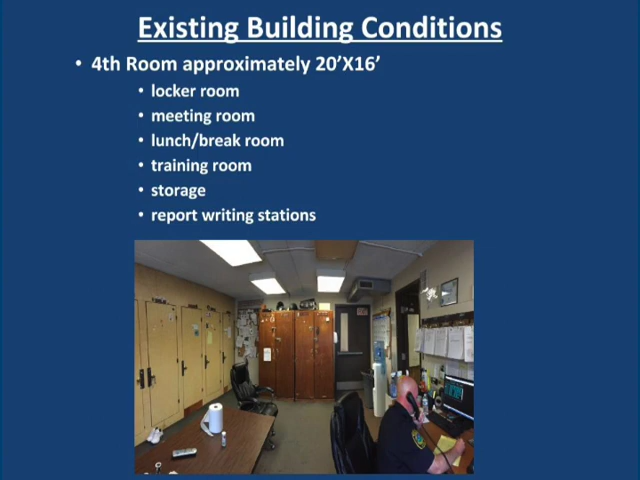 Existing Building Conditions
• 4th Room approximately 20’X16’
• locker room
• meeting room
• lunch/break room
• training room
• storage
• report writing stations